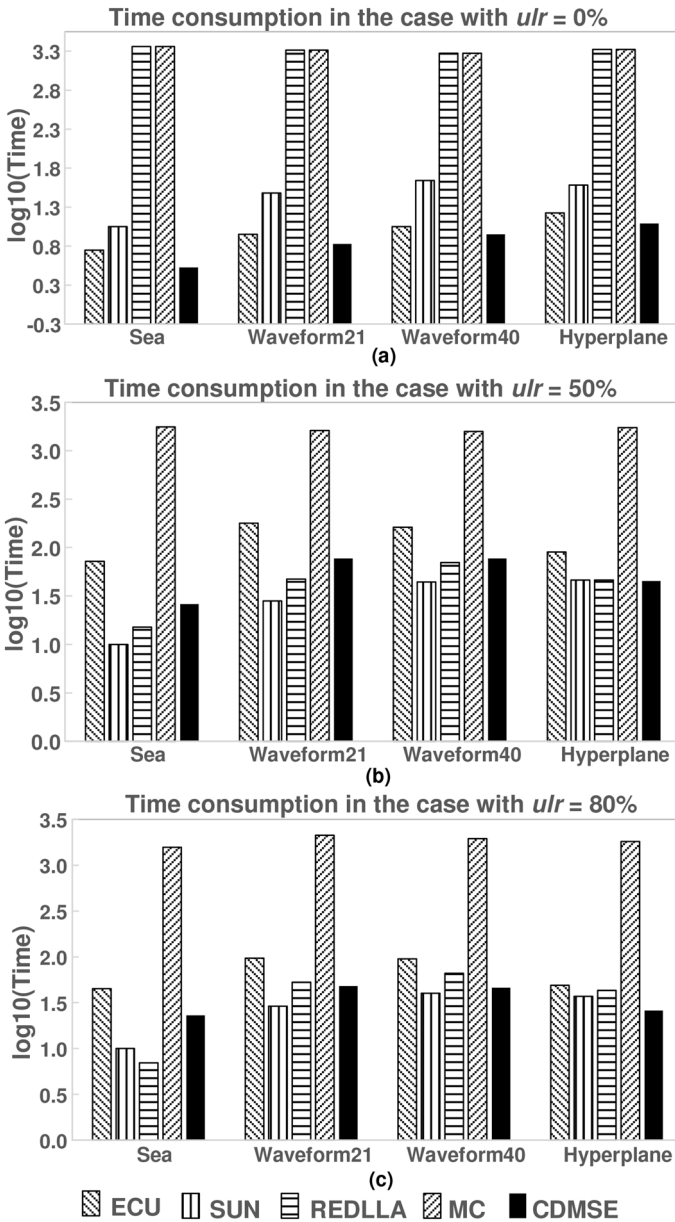 Time consumption in the case with ulr = 0%
log10(Time)
3.3
2.8
2.3
1.8
1.3
0.8
0.3
-0.3
Sea Waveform21 Waveform40 Hyperplane
(a)
Time consumption in the case with ulr = 50%
log10(Time)
3.5
3.0
2.5
2.0
1.5
1.0
0.5
0.0
Sea Waveform21 Waveform40 Hyperplane
(b)
Time consumption in the case with ulr = 80%
log10(Time)
3.5
3.0
2.5
2.0
1.5
1.0
0.5
0.0
Sea Waveform21 Waveform40 Hyperplane
(c)
ECU SUN REDLLA MC CDMSE